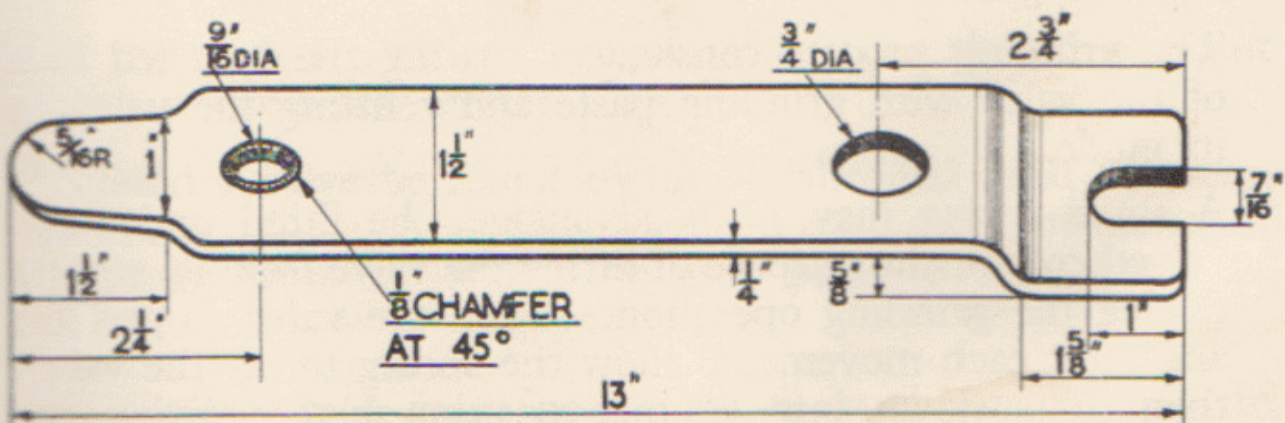 9"
16 DIA
3"
4 DIA
2 3/4"
5/16"R
1"
1 1/2"
7"
16
1 1/2"
2 1/4"
1/8" CHAMFER
AT 45°
1/4"
5/8"
1"
1 5/8"
13"